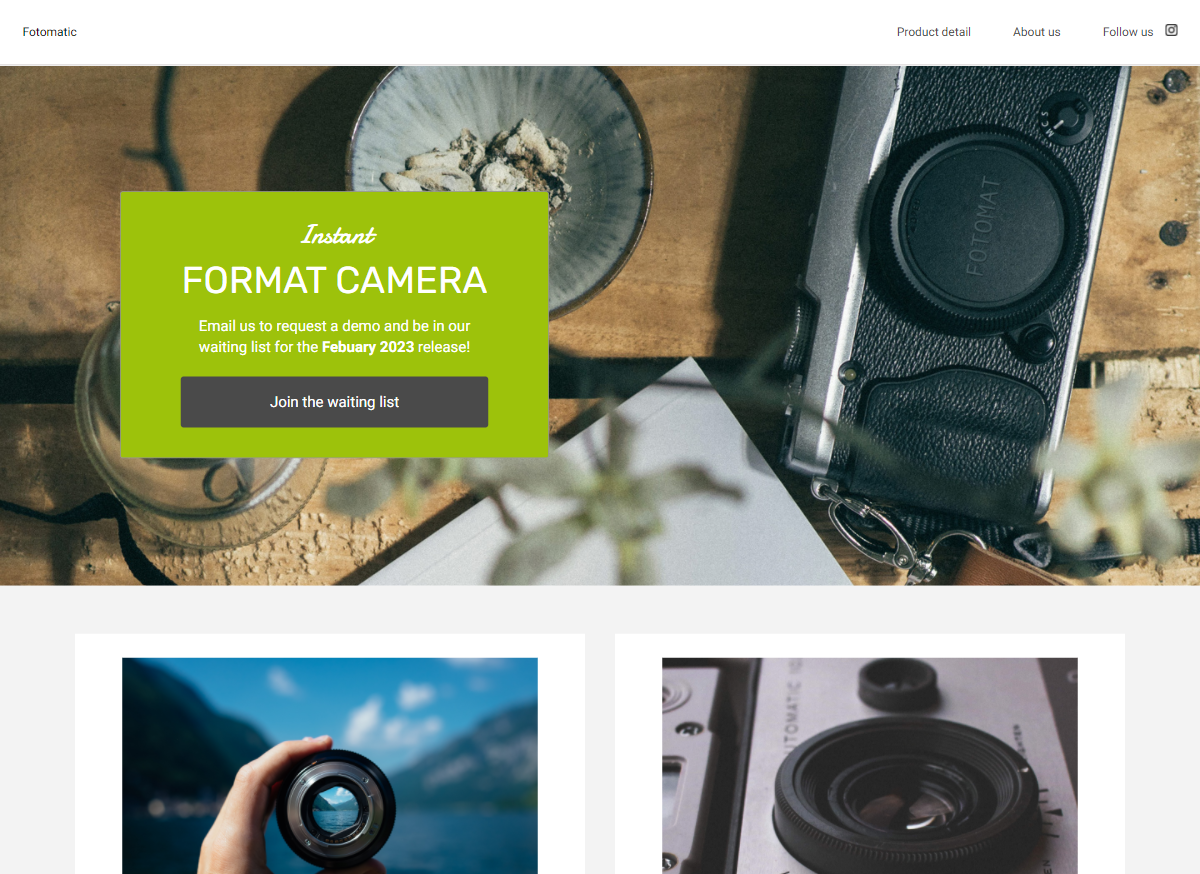 Fotomatic
Product detail
About us
Follow us
Instant
FORMAT CAMERA
Email us to request a demo and be in our
waiting list for the Febuary 2023 release!
Join the waiting list
FOTOMAT